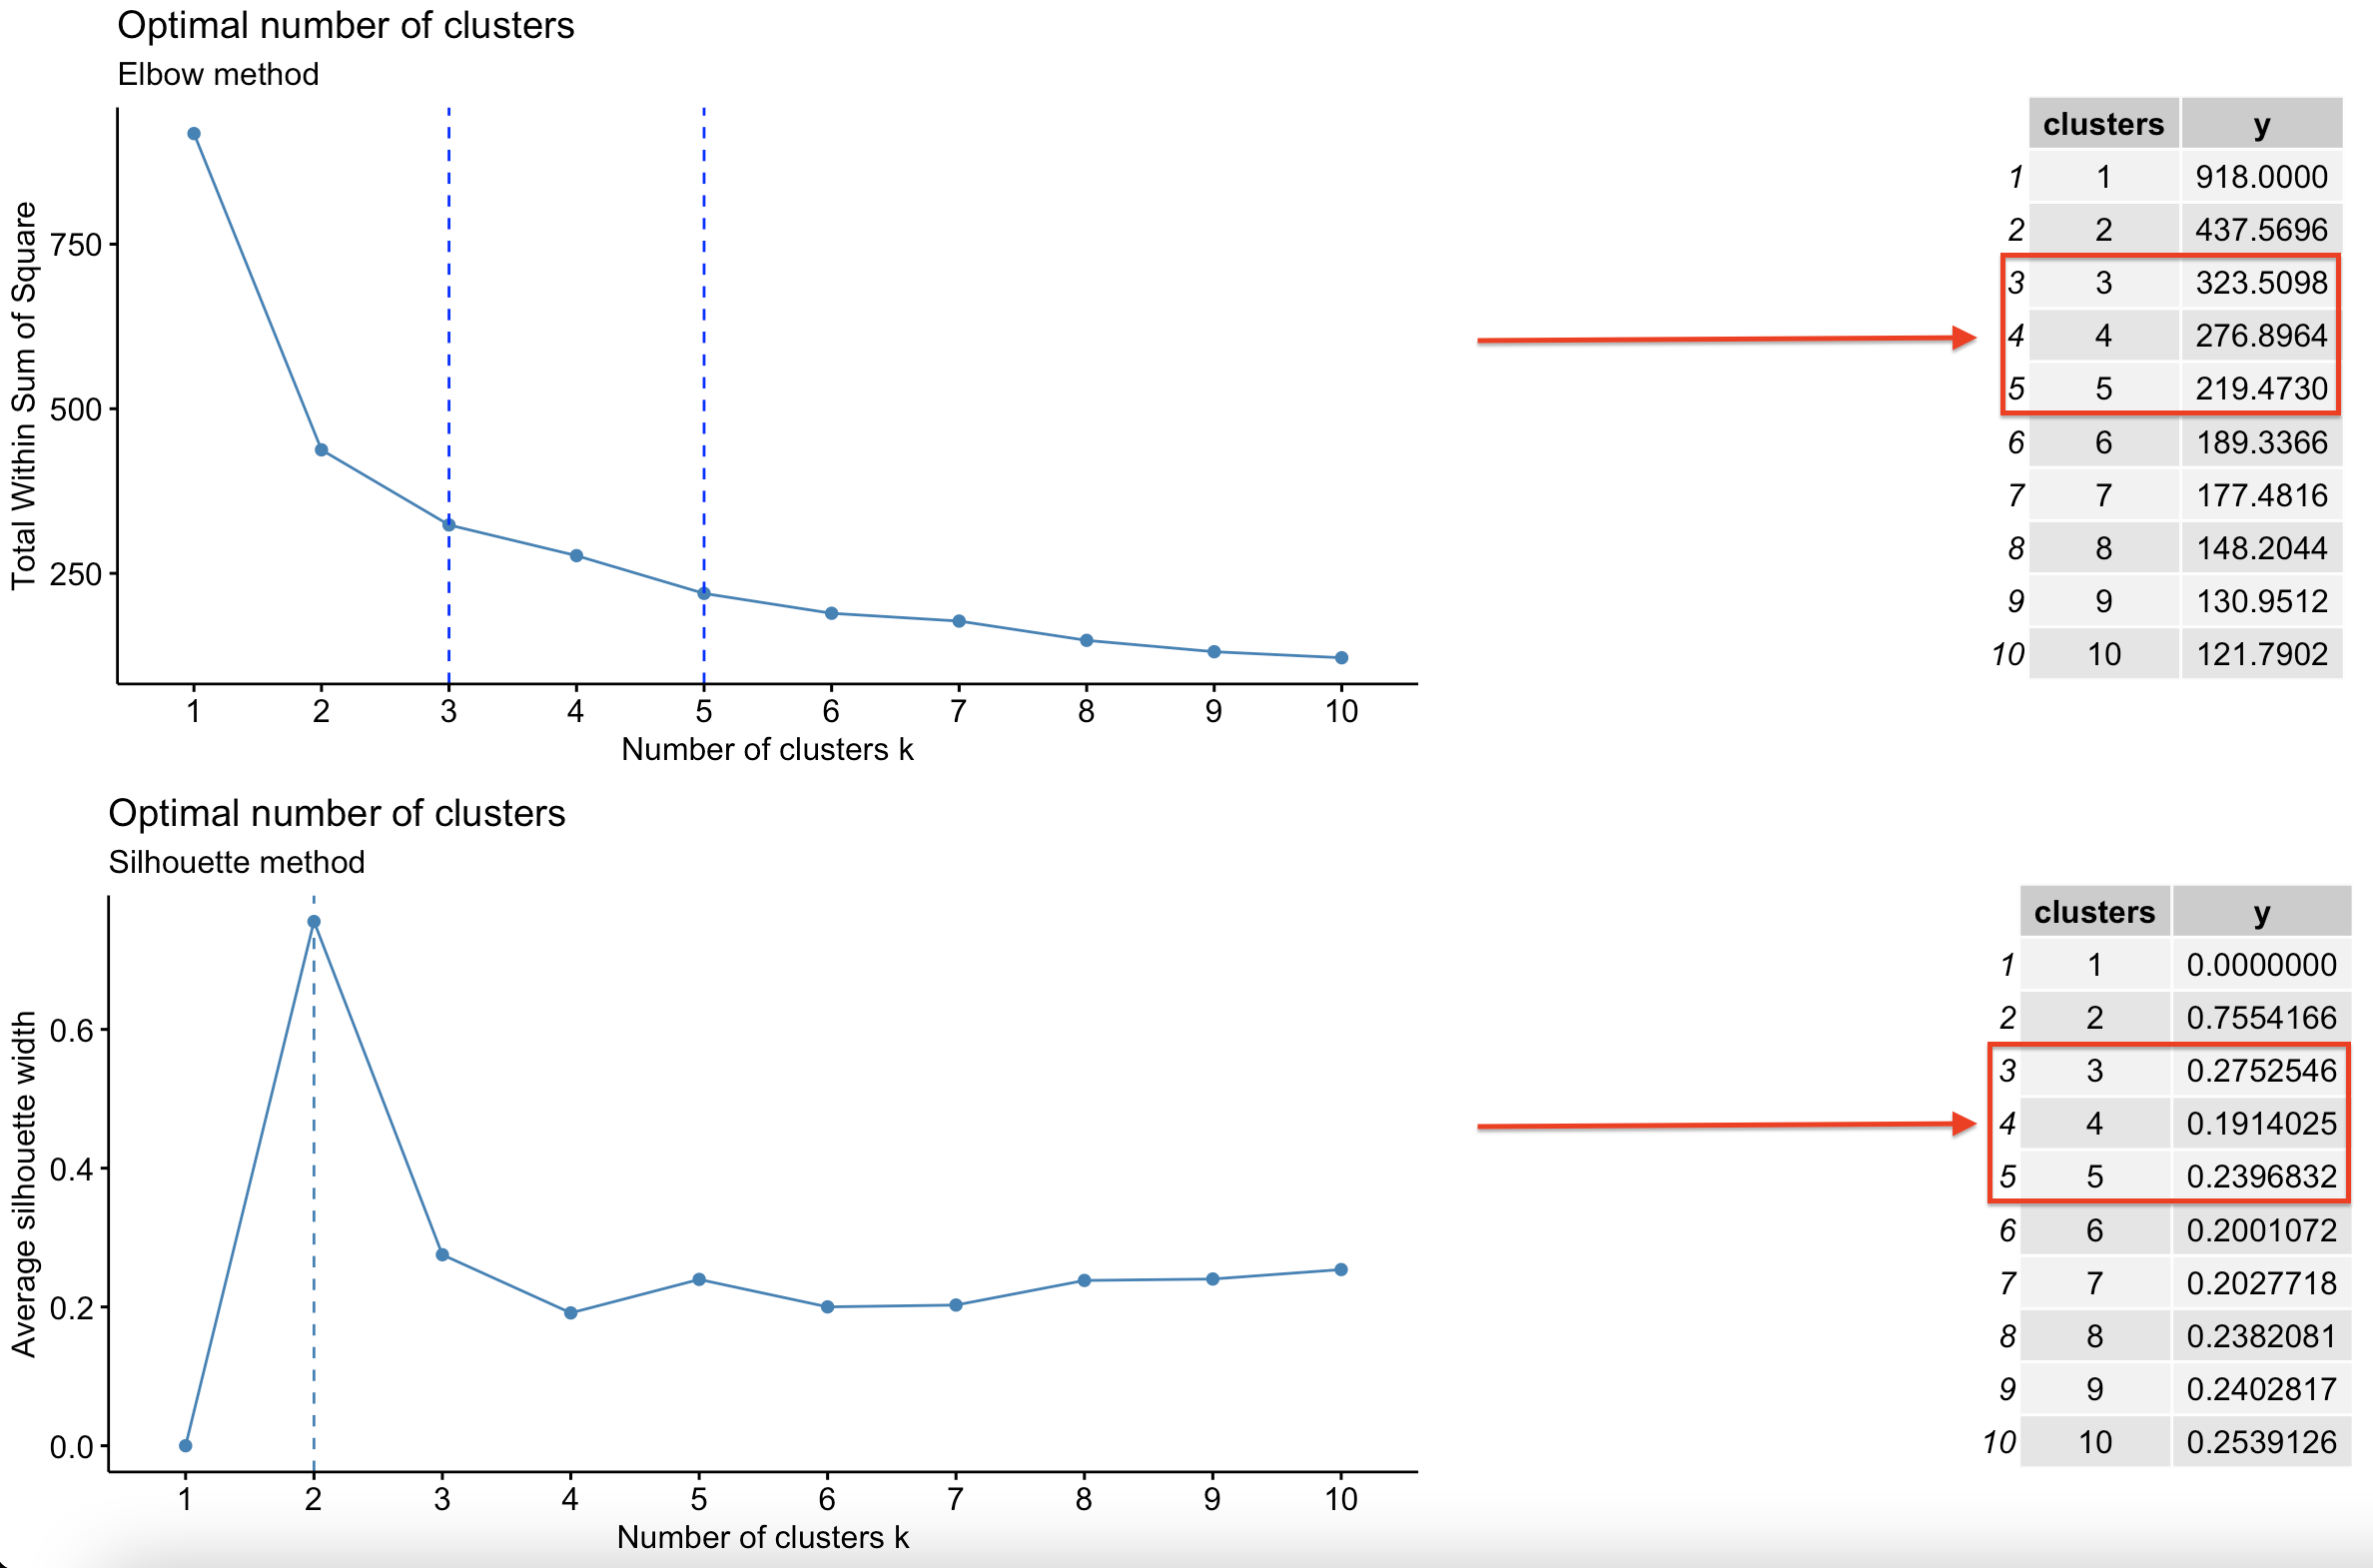 Optimal number of clusters
Elbow method
Total Within Sum of Square
750
500
250
1 2 3 4 5 6 7 8 9 10
Number of clusters k
clusters y
1 1 918.0000
2 2 437.5696
3 3 323.5098
4 4 276.8964
5 5 219.4730
6 6 189.3366
7 7 177.4816
8 8 148.2044
9 9 130.9512
10 10 121.7902
Optimal number of clusters
Silhouette method
Average silhouette width
0.6
0.4
0.2
0.0
1 2 3 4 5 6 7 8 9 10
Number of clusters k
clusters y
1 1 0.0000000
2 2 0.7554166
3 3 0.2752546
4 4 0.1914025
5 5 0.2396832
6 6 0.2001072
7 7 0.2027718
8 8 0.2382081
9 9 0.2402817
10 10 0.2539126